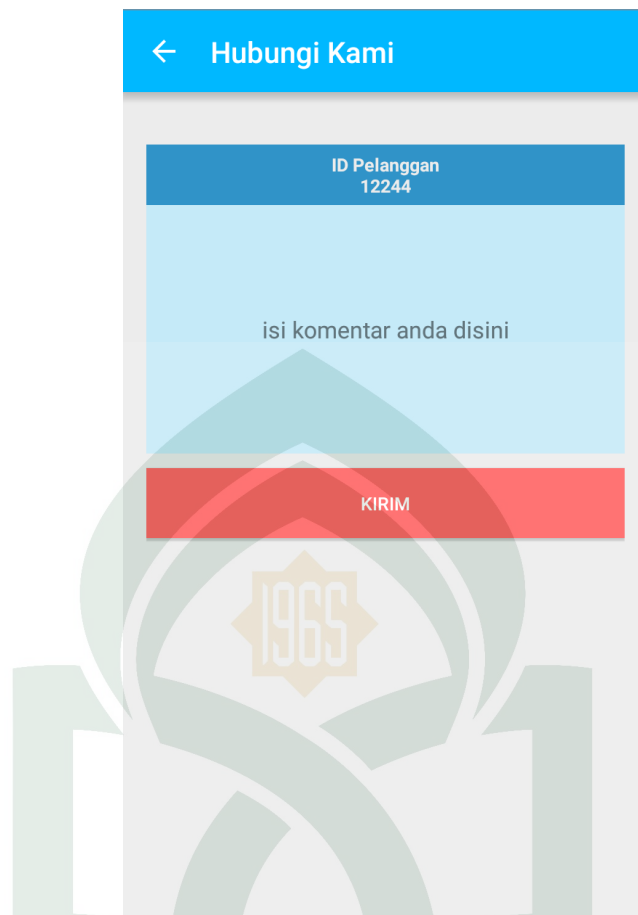 Hubungi Kami
ID Pelanggan
12244
isi komentar anda disini
KIRIM
1965